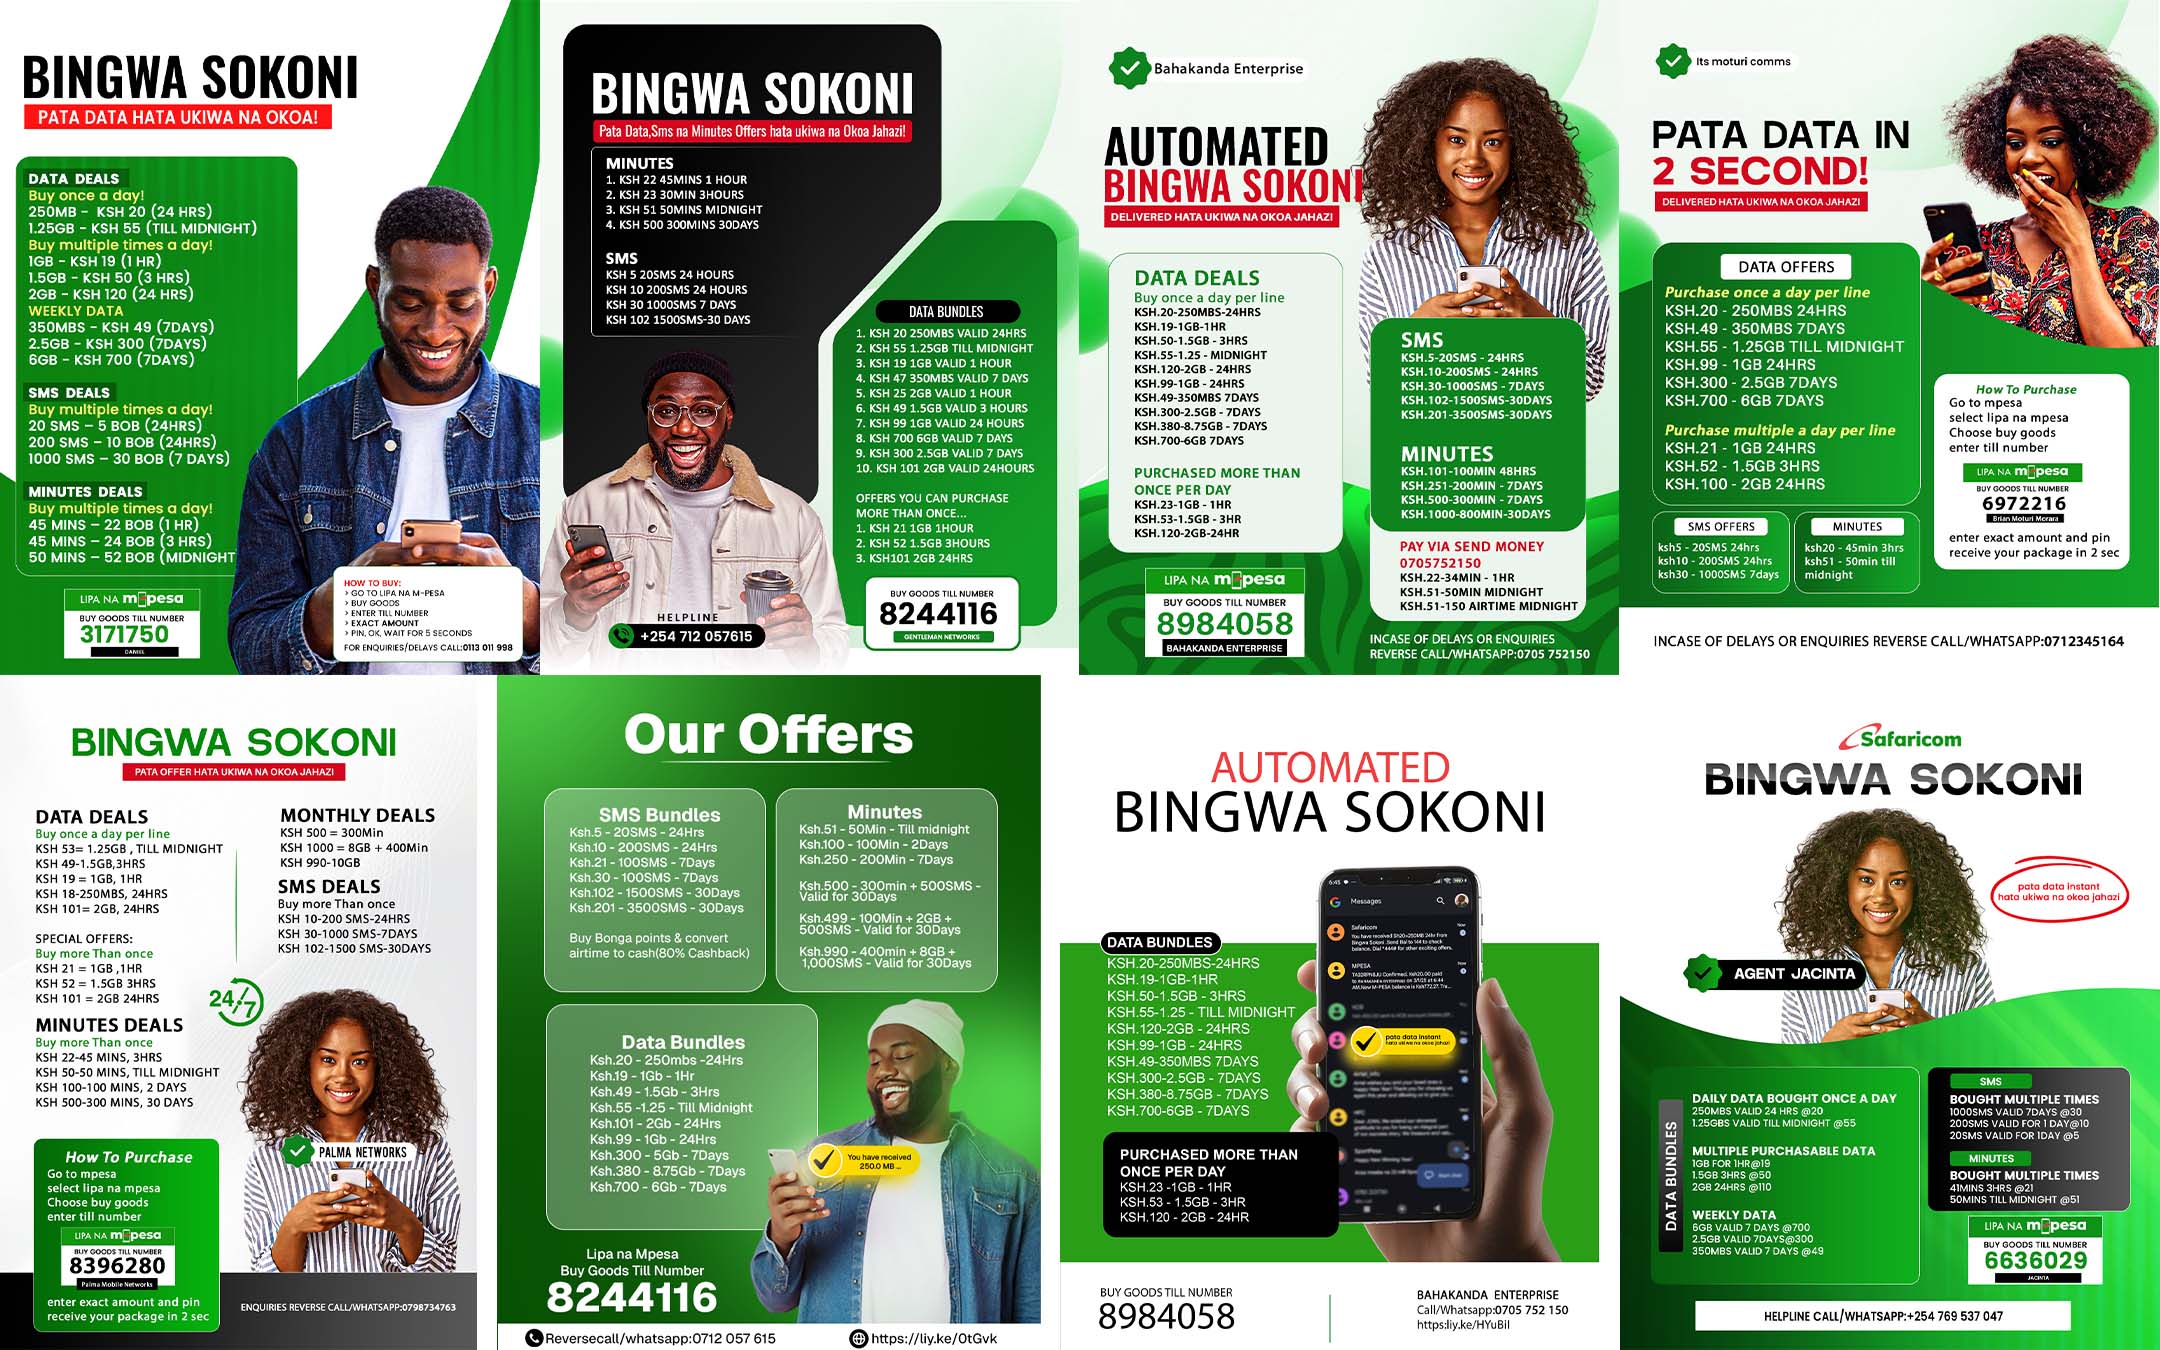 BINGWA SOKONI
PATA DATA HATA UKIWA NA OKOA!
DATA DEALS
Buy once a day!
250MB - KSH 20 (24 HRS)
1.25GB - KSH 55 (TILL MIDNIGHT)
Buy multiple times a day!
1GB - KSH 19 (1 HR)
1.5GB - KSH 50 (3 HRS)
2GB - KSH 120 (24 HRS)
WEEKLY DATA
350MBS - KSH 49 (7DAYS)
2.5GB - KSH 300 (7DAYS)
6GB - KSH 700 (7DAYS)
SMS DEALS
Buy multiple times a day!
20 SMS – 5 BOB (24HRS)
200 SMS – 10 BOB (24HRS)
1000 SMS – 30 BOB (7 DAYS)
MINUTES DEALS
Buy multiple times a day!
45 MINS – 22 BOB (1 HR)
45 MINS – 24 BOB (3 HRS)
50 MINS – 52 BOB (MIDNIGHT
LIPA NA m-pesa
BUY GOODS TILL NUMBER
3171750
DANIEL
HOW TO BUY:
> GO TO LIPA NA M-PESA
> BUY GOODS
> ENTER TILL NUMBER
> EXACT AMOUNT
> PIN, OK, WAIT FOR 5 SECONDS
FOR ENQUIRIES/DELAYS CALL:0113 011 998
BINGWA SOKONI
Pata Data,Sms na Minutes Offers hata ukiwa na Okoa Jahazi!
MINUTES
1. KSH 22 45MINS 1 HOUR
2. KSH 23 30MIN 3HOURS
3. KSH 51 50MINS MIDNIGHT
4. KSH 500 300MINS 30DAYS
SMS
KSH 5 20SMS 24 HOURS
KSH 10 200SMS 24 HOURS
KSH 30 1000SMS 7 DAYS
KSH 102 1500SMS-30 DAYS
DATA BUNDLES
1. KSH 20 250MBS VALID 24HRS
2. KSH 55 1.25GB TILL MIDNIGHT
3. KSH 19 1GB VALID 1 HOUR
4. KSH 47 350MBS VALID 7 DAYS
5. KSH 25 2GB VALID 1 HOUR
6. KSH 49 1.5GB VALID 3 HOURS
7. KSH 99 1GB VALID 24 HOURS
8. KSH 700 6GB VALID 7 DAYS
9. KSH 300 2.5GB VALID 7 DAYS
10. KSH 101 2GB VALID 24HOURS
OFFERS YOU CAN PURCHASE
MORE THAN ONCE...
1. KSH 21 1GB 1HOUR
2. KSH 52 1.5GB 3HOURS
3. KSH101 2GB 24HRS
BUY GOODS TILL NUMBER
8244116
GENTLEMAN NETWORKS
HELPLINE
+254 712 057615
Bahakanda Enterprise
AUTOMATED
BINGWA SOKONI
DELIVERED HATA UKIWA NA OKOA JAHAZI
DATA DEALS
Buy once a day per line
KSH.20-250MBS-24HRS
KSH.19-1GB-1HR
KSH.50-1.5GB - 3HRS
KSH.55-1.25 - MIDNIGHT
KSH.120-2GB - 24HRS
KSH.99-1GB - 24HRS
KSH.49-350MBS 7DAYS
KSH.300-2.5GB - 7DAYS
KSH.380-8.75GB - 7DAYS
KSH.700-6GB 7DAYS
PURCHASED MORE THAN
ONCE PER DAY
KSH.23-1GB - 1HR
KSH.53-1.5GB - 3HR
KSH.120-2GB-24HR
LIPA NA m-pesa
BUY GOODS TILL NUMBER
8984058
BAHAKANDA ENTERPRISE
SMS
KSH.5-20SMS - 24HRS
KSH.10-200SMS - 24HRS
KSH.30-1000SMS - 7DAYS
KSH.102-1500SMS-30DAYS
KSH.201-3500SMS-30DAYS
MINUTES
KSH.101-100MIN 48HRS
KSH.251-200MIN - 7DAYS
KSH.500-300MIN - 7DAYS
KSH.1000-800MIN-30DAYS
PAY VIA SEND MONEY
0705752150
KSH.22-34MIN - 1HR
KSH.51-50MIN MIDNIGHT
KSH.51-150 AIRTIME MIDNIGHT
INCASE OF DELAYS OR ENQUIRIES
REVERSE CALL/WHATSAPP:0705 752150
Its moturi comms
PATA DATA IN
2 SECOND!
DELIVERED HATA UKIWA NA OKOA JAHAZI
DATA OFFERS
Purchase once a day per line
KSH.20 - 250MBS 24HRS
KSH.49 - 350MBS 7DAYS
KSH.55 - 1.25GB TILL MIDNIGHT
KSH.99 - 1GB 24HRS
KSH.300 - 2.5GB 7DAYS
KSH.700 - 6GB 7DAYS
Purchase multiple a day per line
KSH.21 - 1GB 24HRS
KSH.52 - 1.5GB 3HRS
KSH.100 - 2GB 24HRS
SMS OFFERS
ksh5 - 20SMS 24hrs
ksh10 - 200SMS 24hrs
ksh30 - 1000SMS 7days
MINUTES
ksh20 - 45min 3hrs
ksh51 - 50min till
midnight
How To Purchase
Go to mpesa
select lipa na mpesa
Choose buy goods
enter till number
LIPA NA m-pesa
BUY GOODS TILL NUMBER
6972216
Brian Moturi Morara
enter exact amount and pin
receive your package in 2 sec
INCASE OF DELAYS OR ENQUIRIES REVERSE CALL/WHATSAPP:0712345164
BINGWA SOKONI
PATA OFFER HATA UKIWA NA OKOA JAHAZI
DATA DEALS
Buy once a day per line
KSH 53= 1.25GB , TILL MIDNIGHT
KSH 49-1.5GB,3HRS
KSH 19 = 1GB, 1HR
KSH 18-250MBS, 24HRS
KSH 101= 2GB, 24HRS
SPECIAL OFFERS:
Buy more Than once
KSH 21 = 1GB ,1HR
KSH 52 = 1.5GB 3HRS
KSH 101 = 2GB 24HRS
MINUTES DEALS
Buy more Than once
KSH 22-45 MINS, 3HRS
KSH 50-50 MINS, TILL MIDNIGHT
KSH 100-100 MINS, 2 DAYS
KSH 500-300 MINS, 30 DAYS
MONTHLY DEALS
KSH 500 = 300Min
KSH 1000 = 8GB + 400Min
KSH 990-10GB
SMS DEALS
Buy more Than once
KSH 10-200 SMS-24HRS
KSH 30-1000 SMS-7DAYS
KSH 102-1500 SMS-30DAYS
24/7
PALMA NETWORKS
How To Purchase
Go to mpesa
select lipa na mpesa
Choose buy goods
enter till number
LIPA NA m-pesa
BUY GOODS TILL NUMBER
8396280
Palma Mobile Networks
enter exact amount and pin
receive your package in 2 sec
ENQUIRIES REVERSE CALL/WHATSAPP:0798734763
Our Offers
SMS Bundles
Ksh.5 - 20SMS - 24Hrs
Ksh.10 - 200SMS - 24Hrs
Ksh.21 - 100SMS - 7Days
Ksh.30 - 100SMS - 7Days
Ksh.102 - 1500SMS - 30Days
Ksh.201 - 3500SMS - 30Days
Buy Bonga points & convert
airtime to cash(80% Cashback)
Minutes
Ksh.51 - 50Min - Till midnight
Ksh.100 - 100Min - 2Days
Ksh.250 - 200Min - 7Days
Ksh.500 - 300min + 500SMS -
Valid for 30Days
Ksh.499 - 100Min + 2GB +
500SMS - Valid for 30Days
Ksh.990 - 400min + 8GB +
1,000SMS - Valid for 30Days
Data Bundles
Ksh.20 - 250mbs -24Hrs
Ksh.19 - 1Gb - 1Hr
Ksh.49 - 1.5Gb - 3Hrs
Ksh.55 -1.25 - Till Midnight
Ksh.101 - 2Gb - 24Hrs
Ksh.99 - 1Gb - 24Hrs
Ksh.300 - 5Gb - 7Days
Ksh.380 - 8.75Gb - 7Days
Ksh.700 - 6Gb - 7Days
You have received
250.0 MB ...
Lipa na Mpesa
Buy Goods Till Number
8244116
Reversecall/whatsapp:0712 057 615
https://liy.ke/0tGvk
AUTOMATED
BINGWA SOKONI
DATA BUNDLES
KSH.20-250MBS-24HRS
KSH.19-1GB-1HR
KSH.50-1.5GB - 3HRS
KSH.55-1.25 - TILL MIDNIGHT
KSH.120-2GB - 24HRS
KSH.99-1GB - 24HRS
KSH.49-350MBS 7DAYS
KSH.300-2.5GB - 7DAYS
KSH.380-8.75GB - 7DAYS
KSH.700-6GB - 7DAYS
PURCHASED MORE THAN
ONCE PER DAY
KSH.23 -1GB - 1HR
KSH.53 - 1.5GB - 3HR
KSH.120 - 2GB - 24HR
6:45
Messages
Safaricom
You have received Sh20=250MB 24hr from
Bingwa Sokoni. Send Bal to 144 to check
balance. Dial *444# for other exciting offers.
MPESA
pata data instant
hata ukiwa na okoa jahazi
BUY GOODS TILL NUMBER
8984058
BAHAKANDA ENTERPRISE
Call/Whatsapp:0705 752 150
https:liy.ke/HYuBil
Safaricom
BINGWA SOKONI
pata data instant
hata ukiwa na okoa jahazi
AGENT JACINTA
DATA BUNDLES
DAILY DATA BOUGHT ONCE A DAY
250MBS VALID 24 HRS @20
1.25GBS VALID TILL MIDNIGHT @55
MULTIPLE PURCHASABLE DATA
1GB FOR 1HR@19
1.5GB 3HRS @50
2GB 24HRS @110
WEEKLY DATA
6GB VALID 7 DAYS @700
2.5GB VALID 7DAYS@300
350MBS VALID 7 DAYS @49
SMS
BOUGHT MULTIPLE TIMES
1000SMS VALID 7DAYS @30
200SMS VALID FOR 1 DAY@10
20SMS VALID FOR 1DAY @5
MINUTES
BOUGHT MULTIPLE TIMES
41MINS 3HRS @21
50MINS TILL MIDNIGHT @51
LIPA NA m-pesa
BUY GOODS TILL NUMBER
6636029
JACINTA
HELPLINE CALL/WHATSAPP:+254 769 537 047